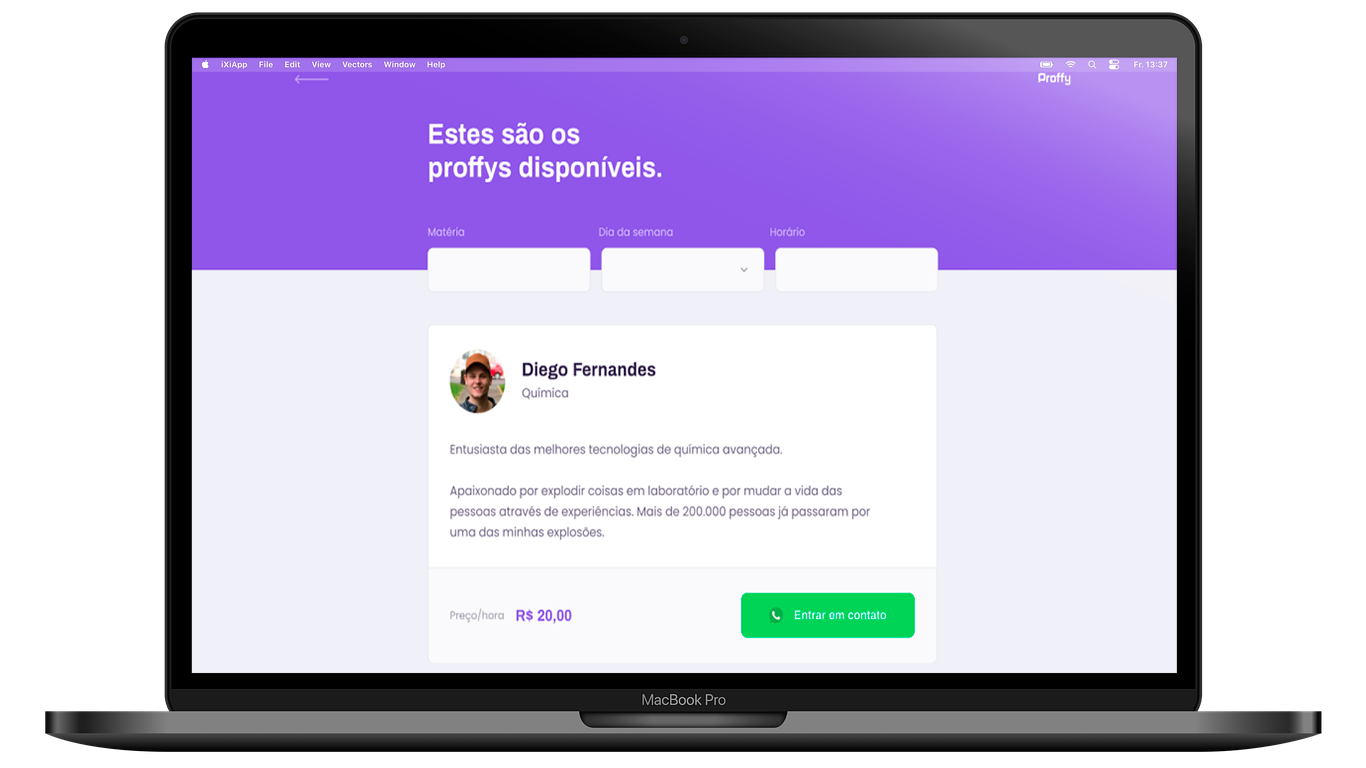 iXiApp File Edit View Vectors Window Help Fr. 13:37
Proffy
Estes são os
proffys disponíveis.
Matéria Dia da semana Horário
Diego Fernandes
Química
Entusiasta das melhores tecnologias de química avançada.
Apaixonado por explodir coisas em laboratório e por mudar a vida das
pessoas através de experiências. Mais de 200.000 pessoas já passaram por
uma das minhas explosões.
Preço/hora R$ 20,00 Entrar em contato
MacBook Pro